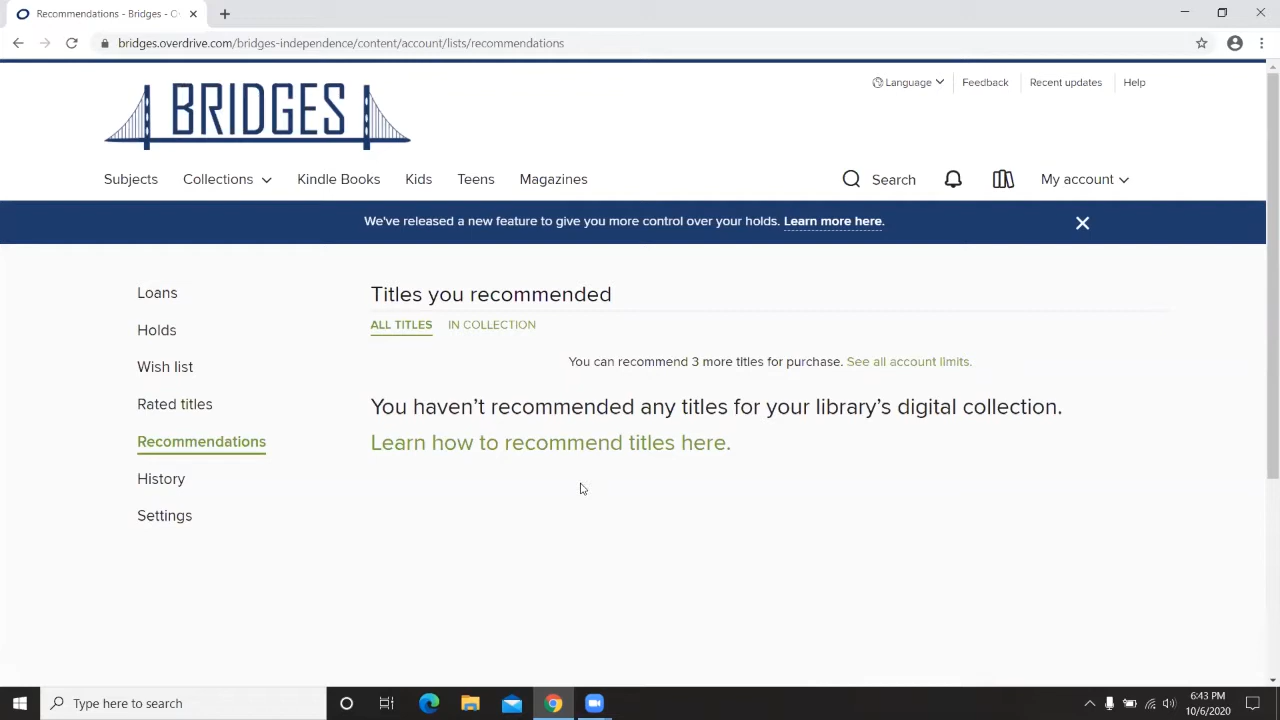 Recommendations - Bridges - O
bridges.overdrive.com/bridges-independence/content/account/lists/recommendations
Language
Feedback
Recent updates
Help
BRIDGES
Subjects
Collections
Kindle Books
Kids
Teens
Magazines
Search
My account
We've released a new feature to give you more control over your holds. Learn more here.
Loans
Holds
Wish list
Rated titles
Recommendations
History
Settings
Titles you recommended
ALL TITLES
IN COLLECTION
You can recommend 3 more titles for purchase. See all account limits.
You haven't recommended any titles for your library's digital collection.
Learn how to recommend titles here.
Type here to search
6:43 PM
10/6/2020